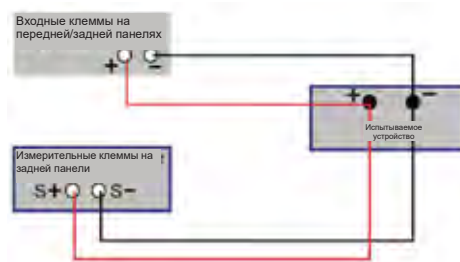 Входные клеммы на
передней/задней панелях
+ -
+ -
Испытываемое
устройство
Измерительные клеммы на
задней панели
S+ S-